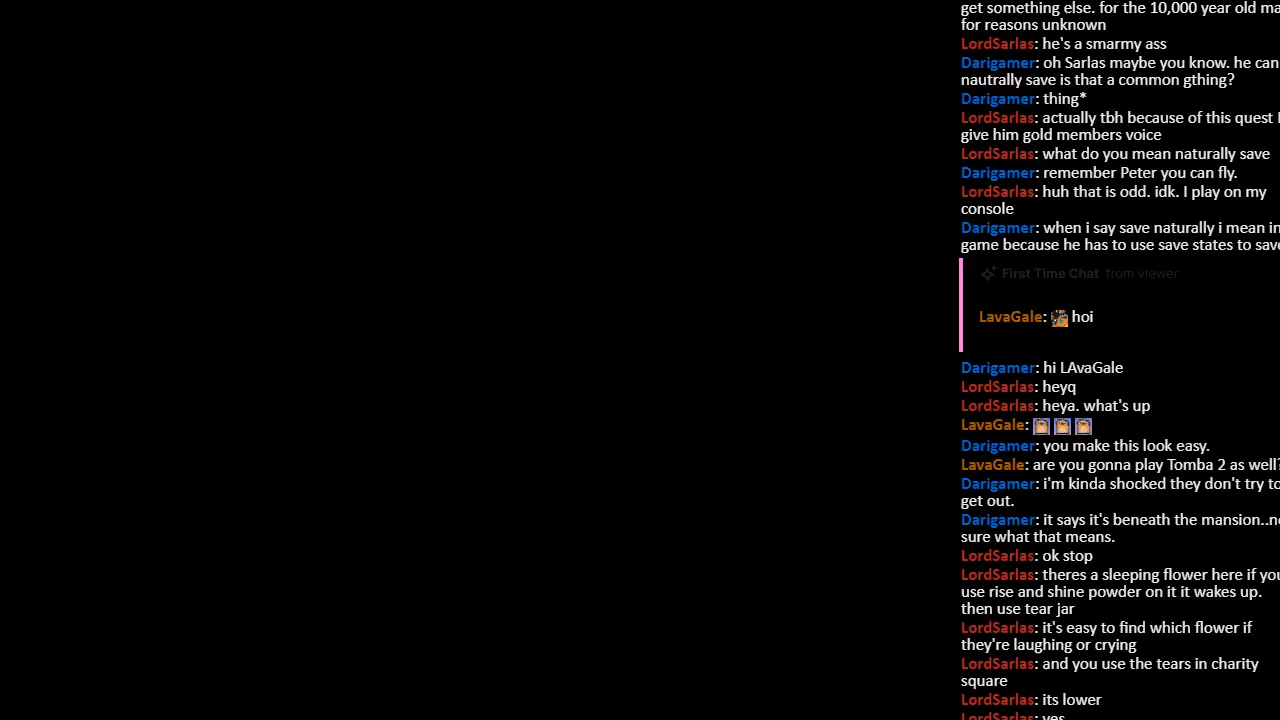 get something else. for the 10,000 year old ma
for reasons unknown
LordSarlas: he's a smarmy ass
Darigamer: oh Sarlas maybe you know. he can
nautrally save is that a common gthing?
Darigamer: thing*
LordSarlas: actually tbh because of this quest I
give him gold members voice
LordSarlas: what do you mean naturally save
Darigamer: remember Peter you can fly.
LordSarlas: huh that is odd. idk. I play on my
console
Darigamer: when i say save naturally i mean in
game because he has to use save states to save
First Time Chat from viewer
LavaGale: hoi
Darigamer: hi LAvaGale
LordSarlas: heyq
LordSarlas: heya. what's up
LavaGale:
Darigamer: you make this look easy.
LavaGale: are you gonna play Tomba 2 as well?
Darigamer: i'm kinda shocked they don't try to
get out.
Darigamer: it says it's beneath the mansion..no
sure what that means.
LordSarlas: ok stop
LordSarlas: theres a sleeping flower here if you
use rise and shine powder on it it wakes up.
then use tear jar
LordSarlas: it's easy to find which flower if
they're laughing or crying
LordSarlas: and you use the tears in charity
square
LordSarlas: its lower
LordSarlas: yes